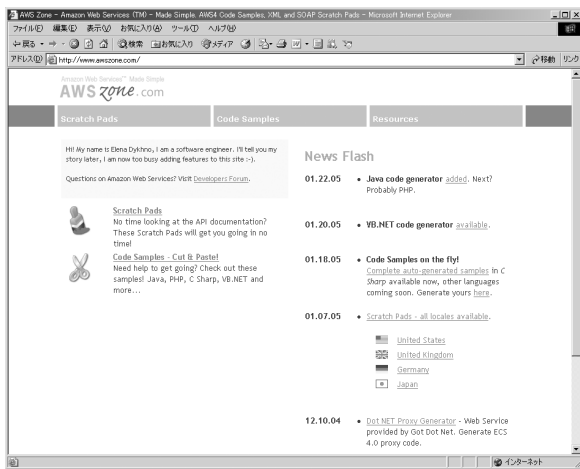 AWS Zone - Amazon Web Services (TM) - Made Simple. AWS4 Code Samples, XML and SOAP Scratch Pads - Microsoft Internet Explorer
ファイル(F) 編集(E) 表示(V) お気に入り(A) ツール(T) ヘルプ(H)
戻る 検索 お気に入り メディア
アドレス(D) http://www.awszone.com/ 移動 リンク
Amazon Web Services™ Made Simple
AWS zone.com
Scratch Pads Code Samples Resources
Hi! My name is Elena Dykhno, I am a software engineer. I'll tell you my
story later, I am now too busy adding features to this site :-).
Questions on Amazon Web Services? Visit Developers Forum.
Scratch Pads
No time looking at the API documentation?
These Scratch Pads will get you going in no
time!
Code Samples - Cut & Paste!
Need help to get going? Check out these
samples! Java, PHP, C Sharp, VB.NET and
more...
News Flash
01.22.05 • Java code generator added. Next?
Probably PHP.
01.20.05 • VB.NET code generator available.
01.18.05 • Code Samples on the fly!
Complete auto-generated samples in C
Sharp available now, other languages
coming soon. Generate yours here.
01.07.05 • Scratch Pads - all locales available.
United States
United Kingdom
Germany
Japan
12.10.04 • Dot NET Proxy Generator - Web Service
provided by Got Dot Net. Generate ECS
4.0 proxy code.
インターネット